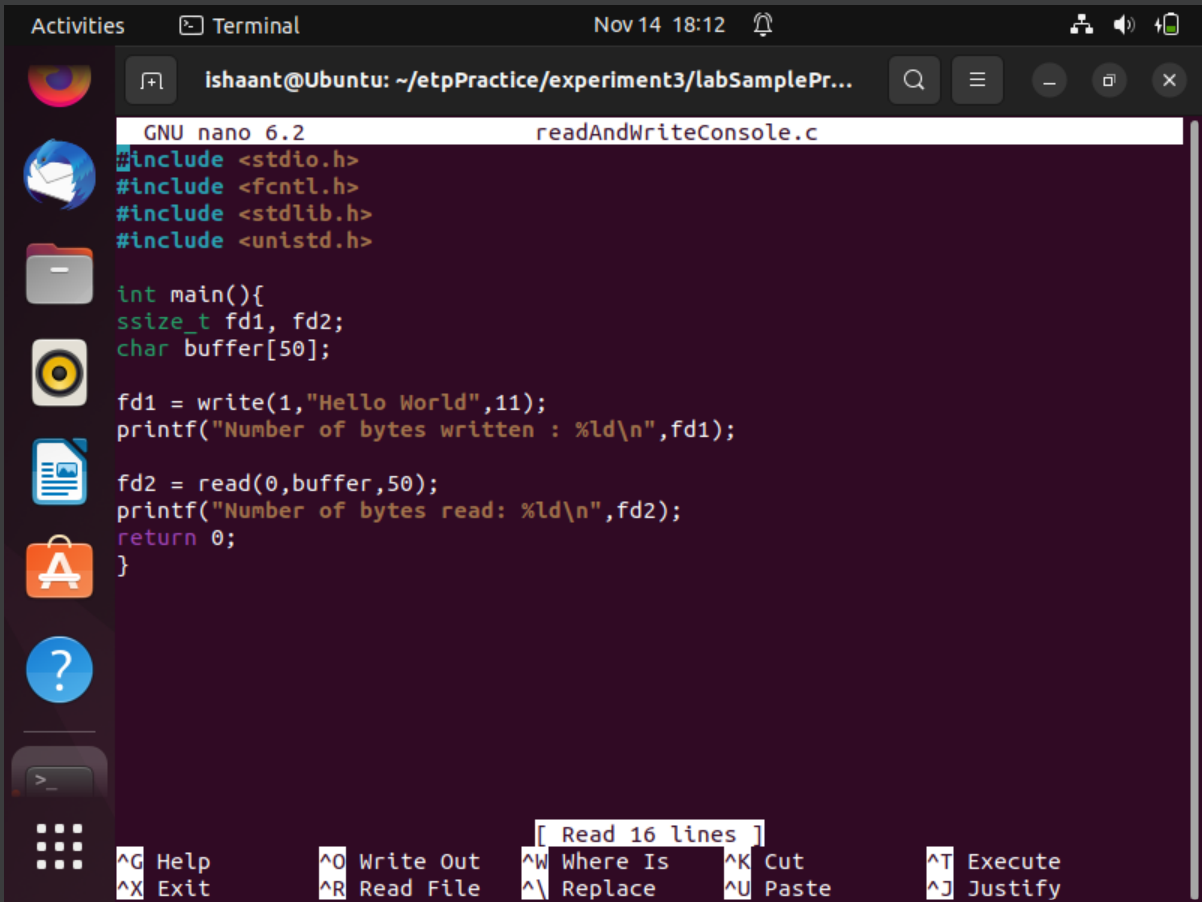 Activities Terminal Nov 14 18:12
ishaant@Ubuntu: ~/etpPractice/experiment3/labSamplePr...
GNU nano 6.2 readAndWriteConsole.c
#include <stdio.h>
#include <fcntl.h>
#include <stdlib.h>
#include <unistd.h>
int main(){
ssize_t fd1, fd2;
char buffer[50];
fd1 = write(1,"Hello World",11);
printf("Number of bytes written : %ld\n",fd1);
fd2 = read(0,buffer,50);
printf("Number of bytes read: %ld\n",fd2);
return 0;
}
[ Read 16 lines ]
^G Help ^O Write Out ^W Where Is ^K Cut ^T Execute
^X Exit ^R Read File ^\ Replace ^U Paste ^J Justify